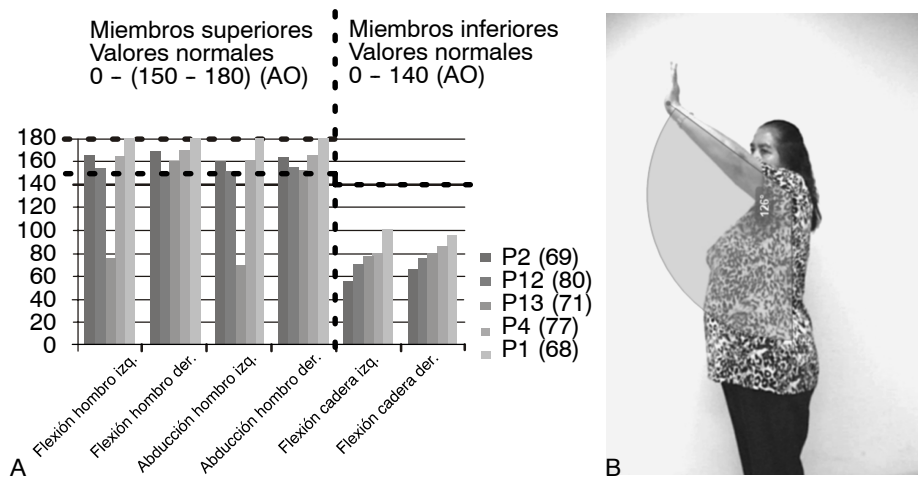 Miembros superiores
Valores normales
0 – (150 – 180) (AO)
Miembros inferiores
Valores normales
0 – 140 (AO)
180
160
140
120
100
80
60
40
20
0
Flexión hombro izq.
Flexión hombro der.
Abducción hombro izq.
Abducción hombro der.
Flexión cadera izq.
Flexión cadera der.
P2 (69)
P12 (80)
P13 (71)
P4 (77)
P1 (68)
A
126°
B